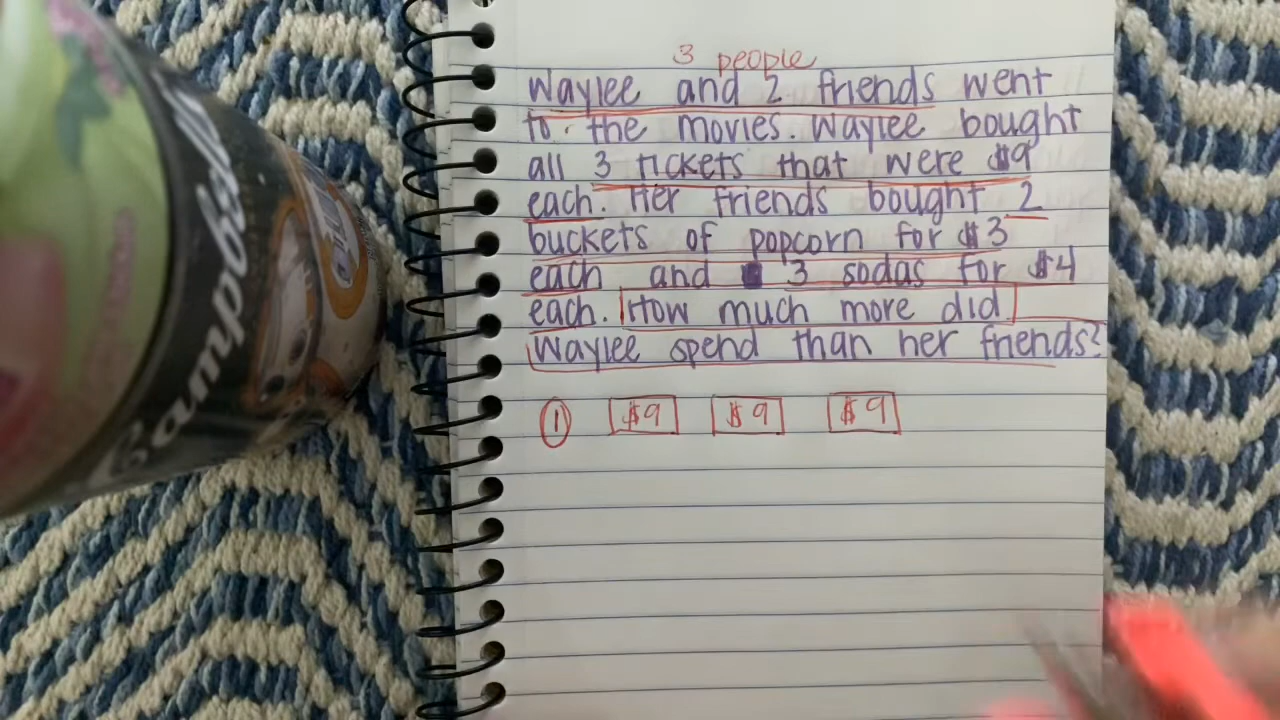 3 people
Waylee and 2 friends went
to the movies. Waylee bought
all 3 tickets that were $9
each. Her friends bought 2
buckets of popcorn for $3
each and 3 sodas for $4
each. How much more did
Waylee spend than her friends?
① $9 $9 $9